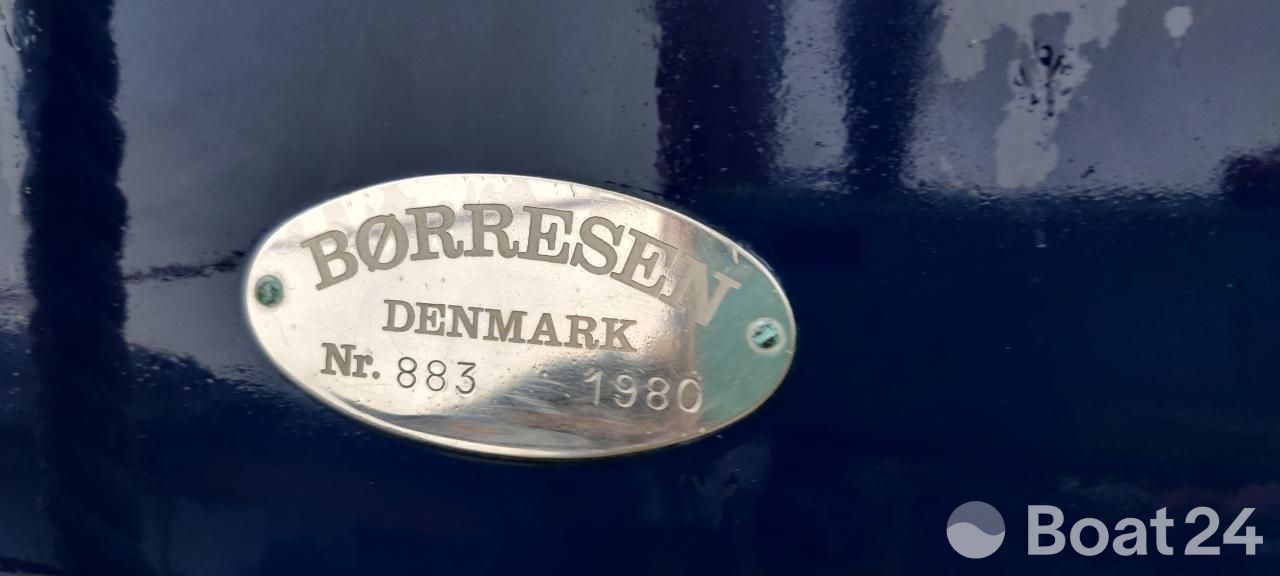 BØRRESEN
DENMARK
Nr. 883 1980
Boat24